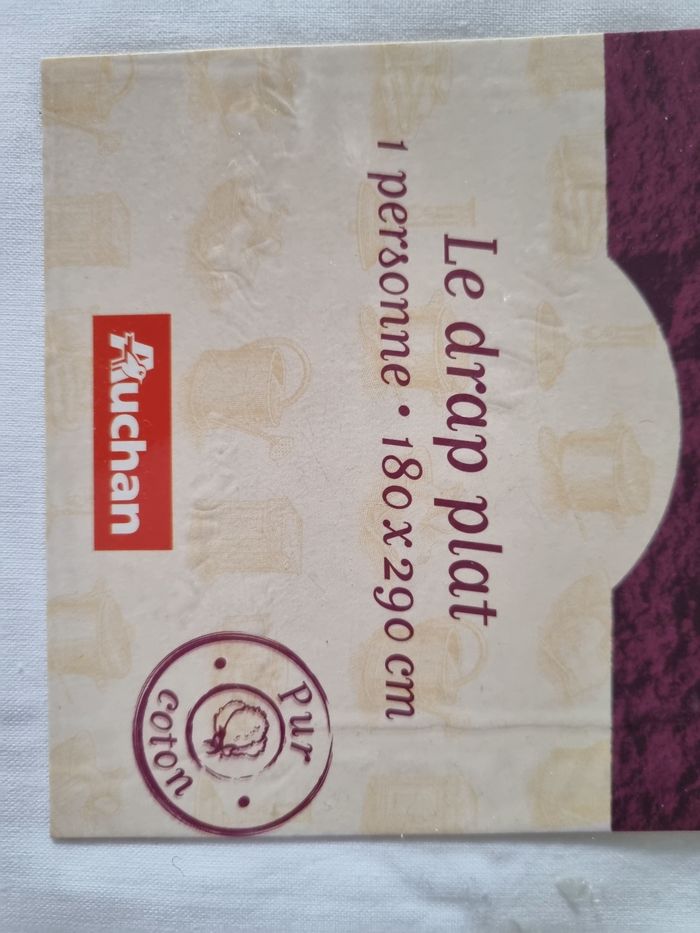 Le drap plat
1 personne • 180 x 290 cm
Auchan
Pur
coton